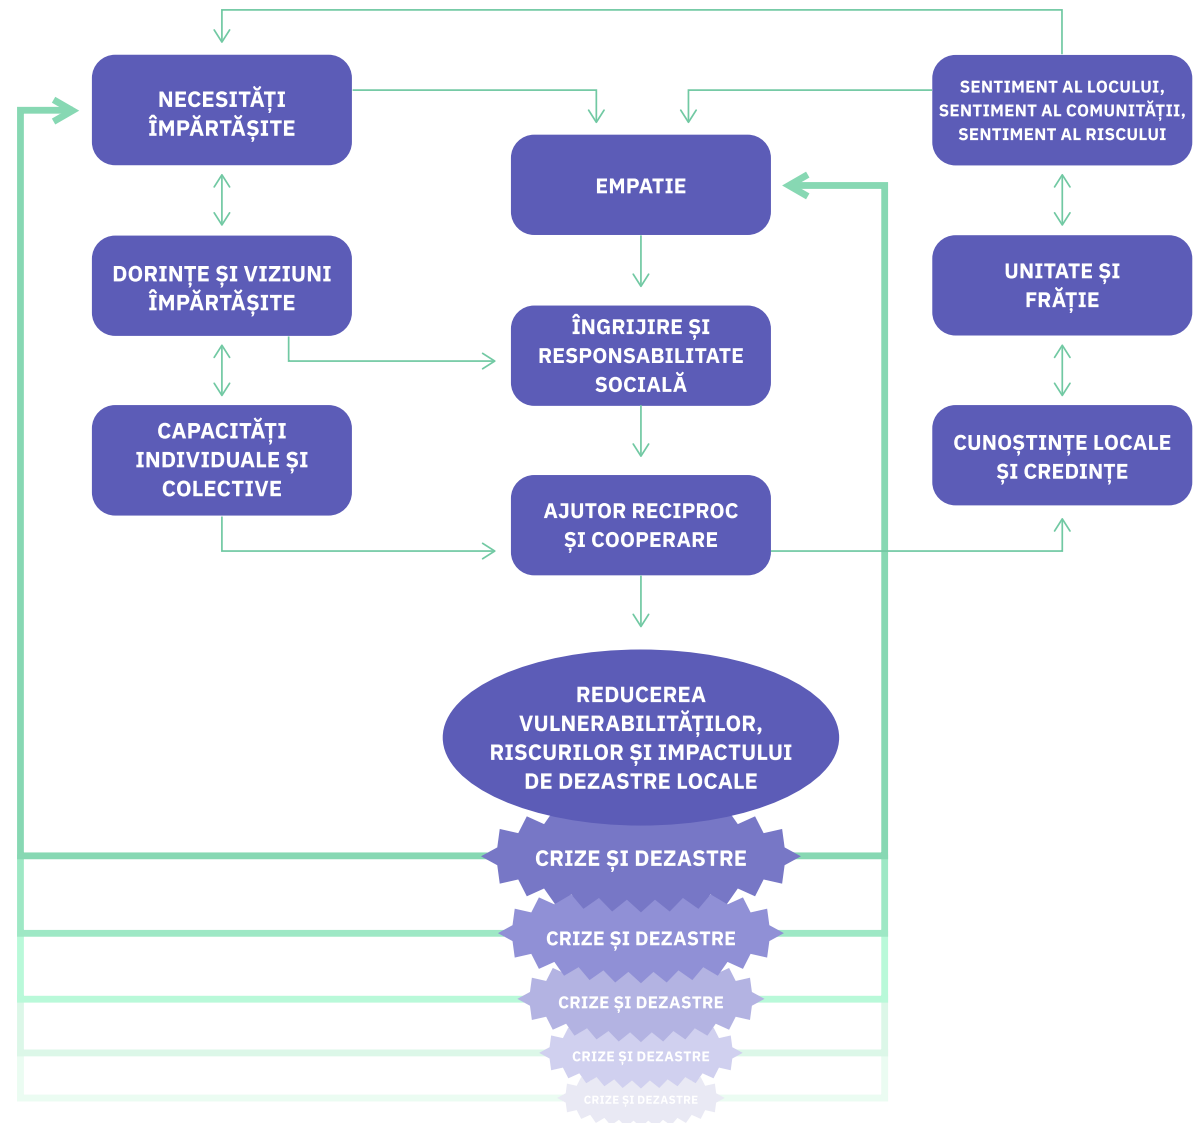 NECESITĂȚI
ÎMPĂRTĂȘITE
DORINȚE ȘI VIZIUNI
ÎMPĂRTĂȘITE
CAPACITĂȚI
INDIVIDUALE ȘI
COLECTIVE
EMPATIE
ÎNGRIJIRE ȘI
RESPONSABILITATE
SOCIALĂ
AJUTOR RECIPROC
ȘI COOPERARE
SENTIMENT AL LOCULUI,
SENTIMENT AL COMUNITĂȚII,
SENTIMENT AL RISCULUI
UNITATE ȘI
FRĂȚIE
CUNOȘTINȚE LOCALE
ȘI CREDINȚE
REDUCEREA
VULNERABILITĂȚILOR,
RISCURILOR ȘI IMPACTULUI
DE DEZASTRE LOCALE
CRIZE ȘI DEZASTRE
CRIZE ȘI DEZASTRE
CRIZE ȘI DEZASTRE
CRIZE ȘI DEZASTRE
CRIZE ȘI DEZASTRE